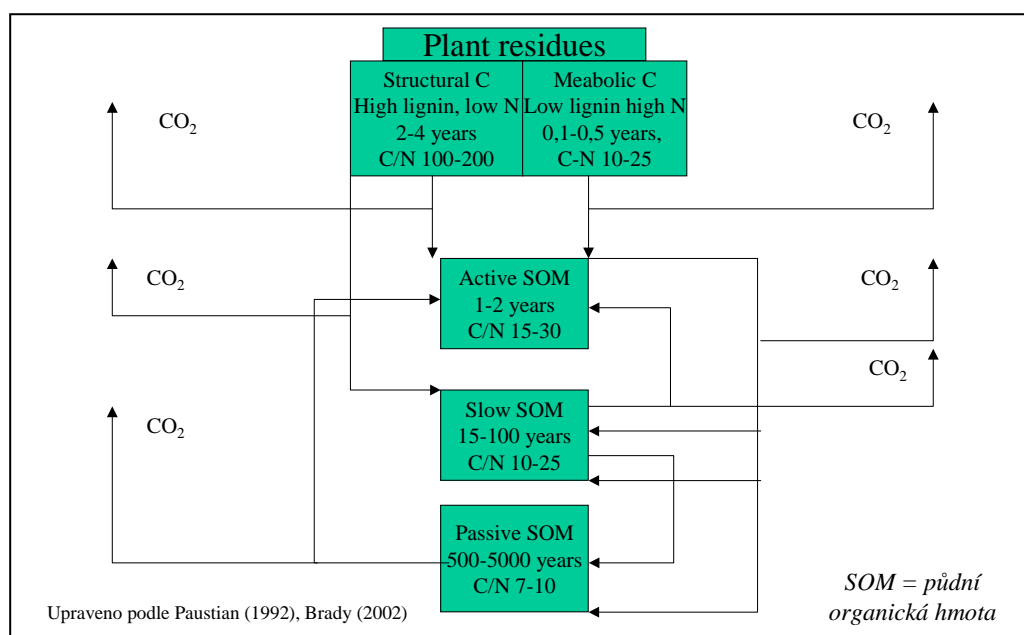 Plant residues
Structural C
High lignin, low N
2-4 years
C/N 100-200
Meabolic C
Low lignin high N
0,1-0,5 years,
C-N 10-25
CO₂
CO₂
CO₂
CO₂
Active SOM
1-2 years
C/N 15-30
CO₂
Slow SOM
15-100 years
C/N 10-25
CO₂
Passive SOM
500-5000 years
C/N 7-10
Upraveno podle Paustian (1992), Brady (2002)
SOM = půdní
organická hmota